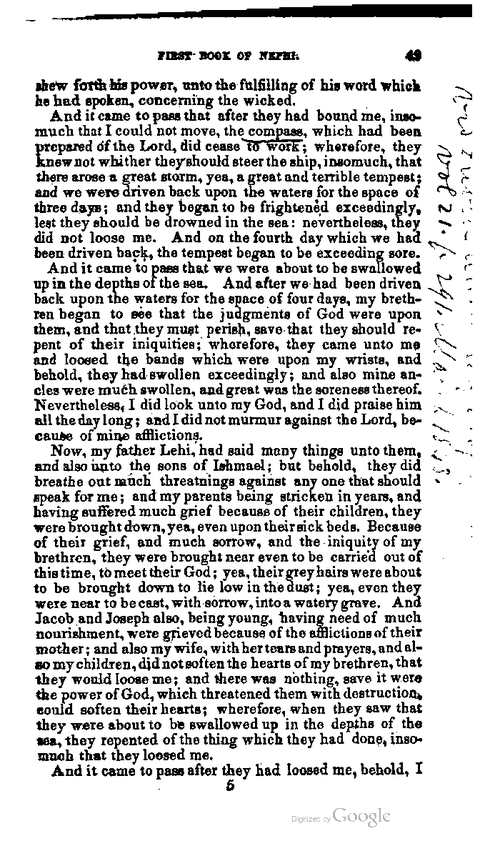 FIRST BOOK OF NEPHI. 49
shew forth his power, unto the fulfilling of his word which
he had spoken, concerning the wicked.
And it came to pass that after they had bound me, inso-
much that I could not move, the compass, which had been
prepared of the Lord, did cease to work; wherefore, they
knew not whither they should steer the ship, insomuch, that
there arose a great storm, yea, a great and terrible tempest;
and we were driven back upon the waters for the space of
three days; and they began to be frightened exceedingly,
lest they should be drowned in the sea: nevertheless, they
did not loose me. And on the fourth day which we had
been driven back, the tempest began to be exceeding sore.
And it came to pass that we were about to be swallowed
up in the depths of the sea. And after we had been driven
back upon the waters for the space of four days, my breth-
ren began to see that the judgments of God were upon
them, and that they must perish, save that they should re-
pent of their iniquities; wherefore, they came unto me
and loosed the bands which were upon my wrists, and
behold, they had swollen exceedingly; and also mine an-
cles were much swollen, and great was the soreness thereof.
Nevertheless, I did look unto my God, and I did praise him
all the day long; and I did not murmur against the Lord, be-
cause of mine afflictions.
Now, my father Lehi, had said many things unto them,
and also unto the sons of Ishmael; but behold, they did
breathe out much threatnings against any one that should
speak for me; and my parents being stricken in years, and
having suffered much grief because of their children, they
were brought down, yea, even upon their sick beds. Because
of their grief, and much sorrow, and the iniquity of my
brethren, they were brought near even to be carried out of
this time, to meet their God; yea, their grey hairs were about
to be brought down to lie low in the dust; yea, even they
were near to be cast, with sorrow, into a watery grave. And
Jacob and Joseph also, being young, having need of much
nourishment, were grieved because of the afflictions of their
mother; and also my wife, with her tears and prayers, and al-
so my children, did not soften the hearts of my brethren, that
they would loose me; and there was nothing, save it were
the power of God, which threatened them with destruction,
could soften their hearts; wherefore, when they saw that
they were about to be swallowed up in the depths of the
sea, they repented of the thing which they had done, inso-
much that they loosed me.
And it came to pass after they had loosed me, behold, I
5
Digitized by Google